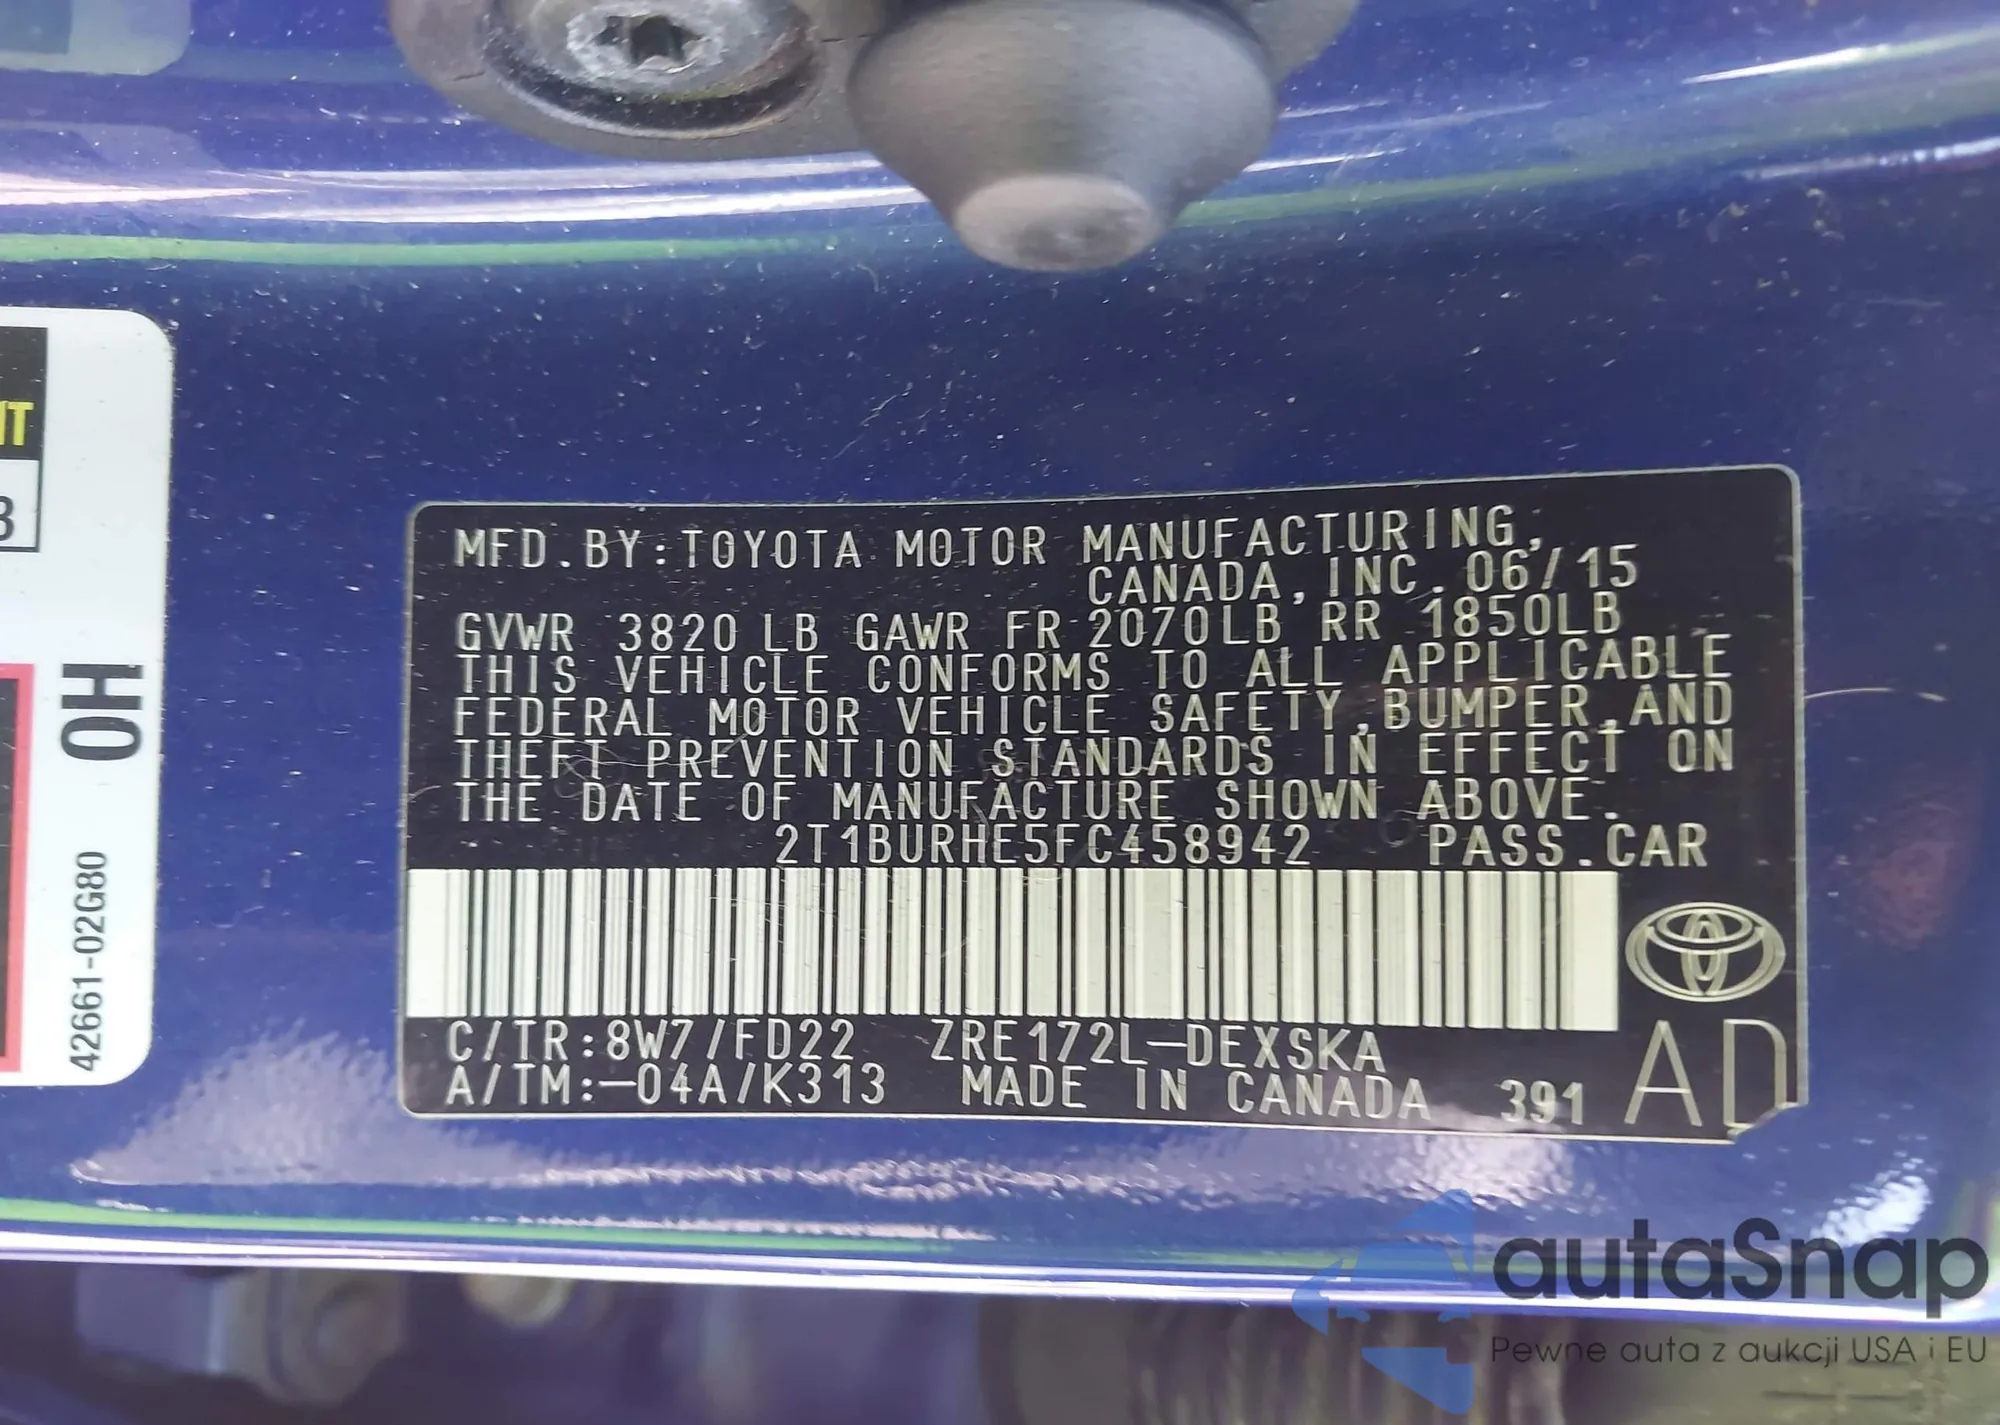 MFD.BY:TOYOTA MOTOR MANUFACTURING,
CANADA, INC. 06/15
GVWR 3820 LB GAWR FR 2070LB RR 1850LB
THIS VEHICLE CONFORMS TO ALL APPLICABLE
FEDERAL MOTOR VEHICLE SAFETY,BUMPER,AND
THEFT PREVENTION STANDARDS IN EFFECT ON
THE DATE OF MANUFACTURE SHOWN ABOVE.
2T1BURHE5FC458942 PASS.CAR
C/TR:8W7/FD22 ZRE172L-DEXSKA
A/TM:-04A/K313 MADE IN CANADA 391
AD
0H
42661-02G80
autaSnap
Pewne auta z aukcji USA i EU